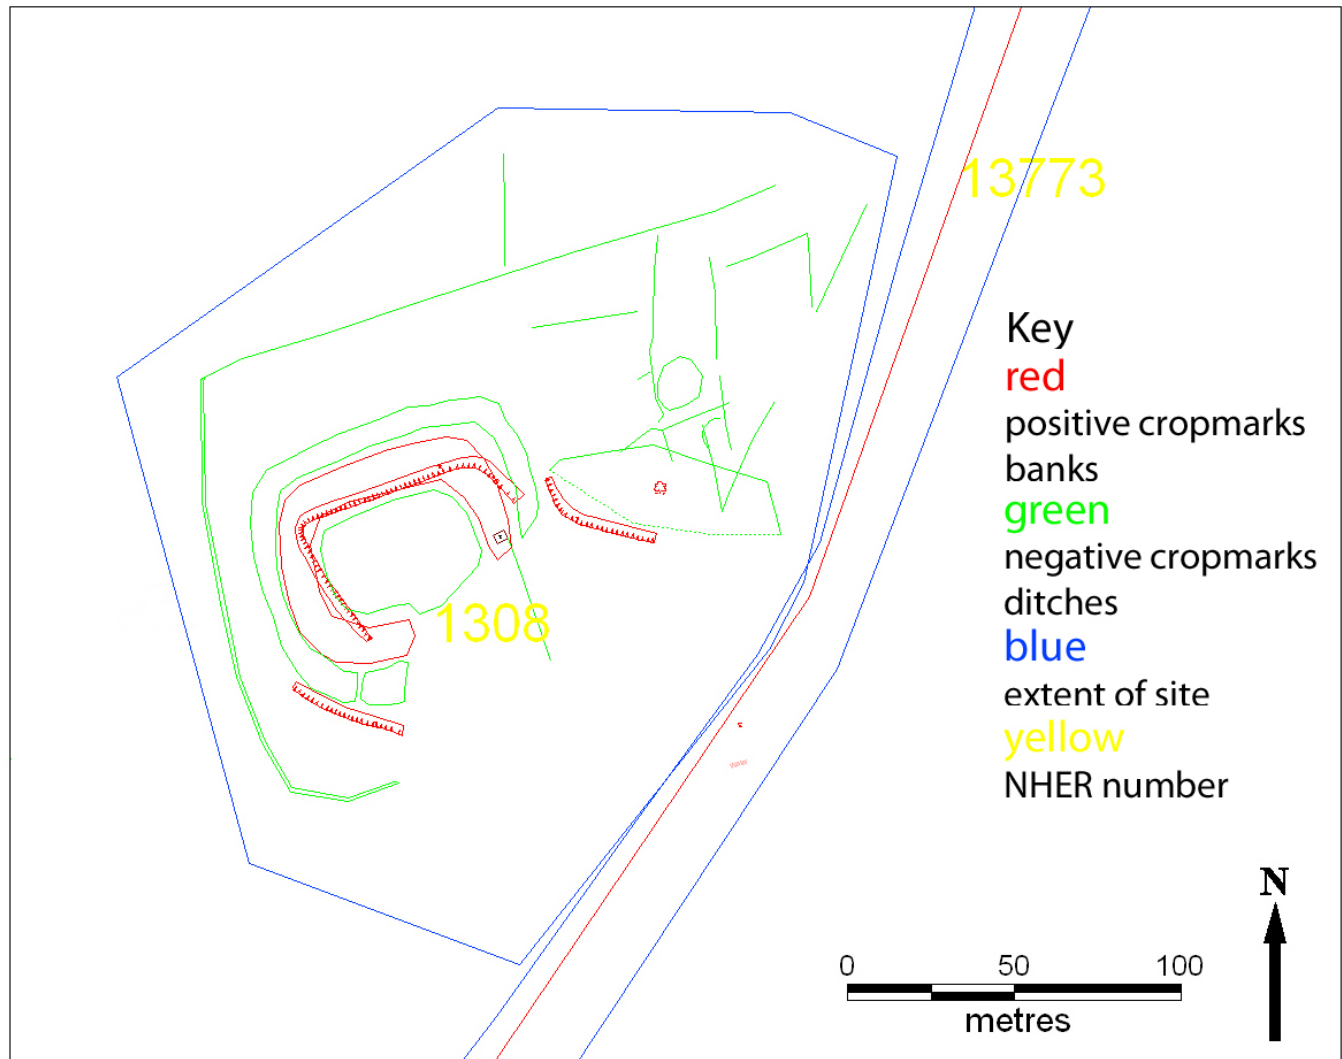 13773
Key
red
positive cropmarks
banks
green
negative cropmarks
ditches
1308
blue
extent of site
yellow
NHER number
N
0 50 100
metres